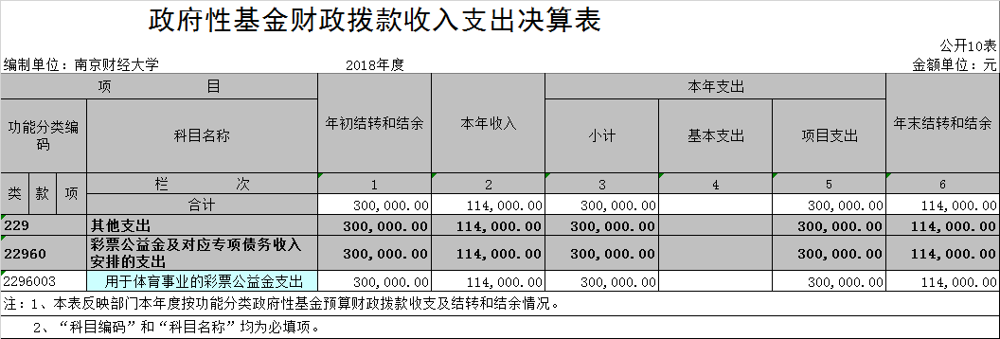 政府性基金财政拨款收入支出决算表
公开10表
编制单位：南京财经大学 2018年度 金额单位：元
项 目 年初结转和结余 本年收入 本年支出 年末结转和结余
功能分类编码 科目名称 小计 基本支出 项目支出
类 款 项 栏 次 1 2 3 4 5 6
合计 300,000.00 114,000.00 300,000.00 300,000.00 114,000.00
229 其他支出 300,000.00 114,000.00 300,000.00 300,000.00 114,000.00
22960 彩票公益金及对应专项债务收入
安排的支出 300,000.00 114,000.00 300,000.00 300,000.00 114,000.00
2296003 用于体育事业的彩票公益金支出 300,000.00 114,000.00 300,000.00 300,000.00 114,000.00
注：1、本表反映部门本年度按功能分类政府性基金预算财政拨款收支及结转和结余情况。
2、“科目编码”和“科目名称”均为必填项。